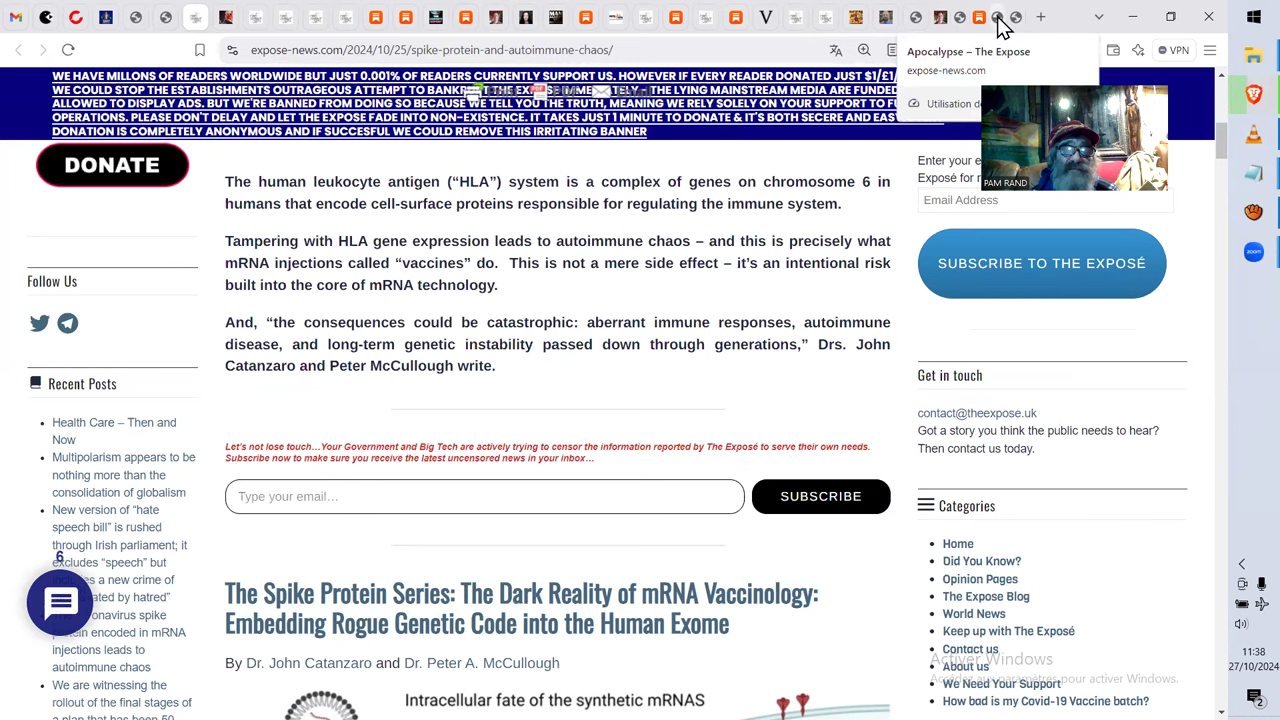 expose-news.com/2024/10/25/spike-protein-and-autoimmune-chaos/
VPN
Apocalypse – The Expose
expose-news.com
Utilisation d
WE HAVE MILLONS OF READERS WORLDWIDE BUT JUST 0.001% OF READERS CURRENTLY SUPPORT US. HOWEVER IF EVERY READER DONATED JUST $1/£1/
WE COULD STOP THE ESTABLISHMENTS OUTRAGEOUS ATTEMPT TO BANK
THE LYING MAINSTREAM MEDIA ARE FUNDED
ALLOWED TO DISPLAY ADS. BUT WE'RE BANNED FROM DOING SO BECAUSE WE TELL YOU THE TRUTH, MEANING WE RELY SOLELY ON YOUR SUPPORT TO FU
OPERATIONS. PLEASE DON'T DELAY AND LET THE EXPOSE FADE INTO NON-EXISTENCE. IT TAKES JUST 1 MINUTE TO DONATE & IT'S BOTH SECERE AND EAS
DONATION IS COMPLETELY ANONYMOUS AND IF SUCCESFUL WE COULD REMOVE THIS IRRITATING BANNER
PAM RAND
DONATE
Follow Us
Recent Posts
Health Care – Then and
Now
Multipolarism appears to be
nothing more than the
consolidation of globalism
New version of “hate
speech bill” is rushed
through Irish parliament; it
excludes “speech” but
a new crime of
ated by hatred”
ronavirus spike
protein encoded in mRNA
injections leads to
autoimmune chaos
We are witnessing the
rollout of the final stages of
a plan that has been 50
6
The human leukocyte antigen (“HLA”) system is a complex of genes on chromosome 6 in
humans that encode cell-surface proteins responsible for regulating the immune system.
Tampering with HLA gene expression leads to autoimmune chaos – and this is precisely what
mRNA injections called “vaccines” do. This is not a mere side effect – it’s an intentional risk
built into the core of mRNA technology.
And, “the consequences could be catastrophic: aberrant immune responses, autoimmune
disease, and long-term genetic instability passed down through generations,” Drs. John
Catanzaro and Peter McCullough write.
Let’s not lose touch…Your Government and Big Tech are actively trying to censor the information reported by The Exposé to serve their own needs.
Subscribe now to make sure you receive the latest uncensored news in your inbox…
Type your email…
SUBSCRIBE
The Spike Protein Series: The Dark Reality of mRNA Vaccinology:
Embedding Rogue Genetic Code into the Human Exome
By Dr. John Catanzaro and Dr. Peter A. McCullough
Intracellular fate of the synthetic mRNAS
Enter your e
Exposé for
Email Address
SUBSCRIBE TO THE EXPOSÉ
Get in touch
contact@theexpose.uk
Got a story you think the public needs to hear?
Then contact us today.
Categories
Home
Did You Know?
Opinion Pages
The Expose Blog
World News
Keep up with The Exposé
Contact us
About us
We Need Your Support
How bad is my Covid-19 Vaccine batch?
Activer Windows
Accédez aux paramètres pour activer Windows.
zoom
11:38
27/10/2024
2